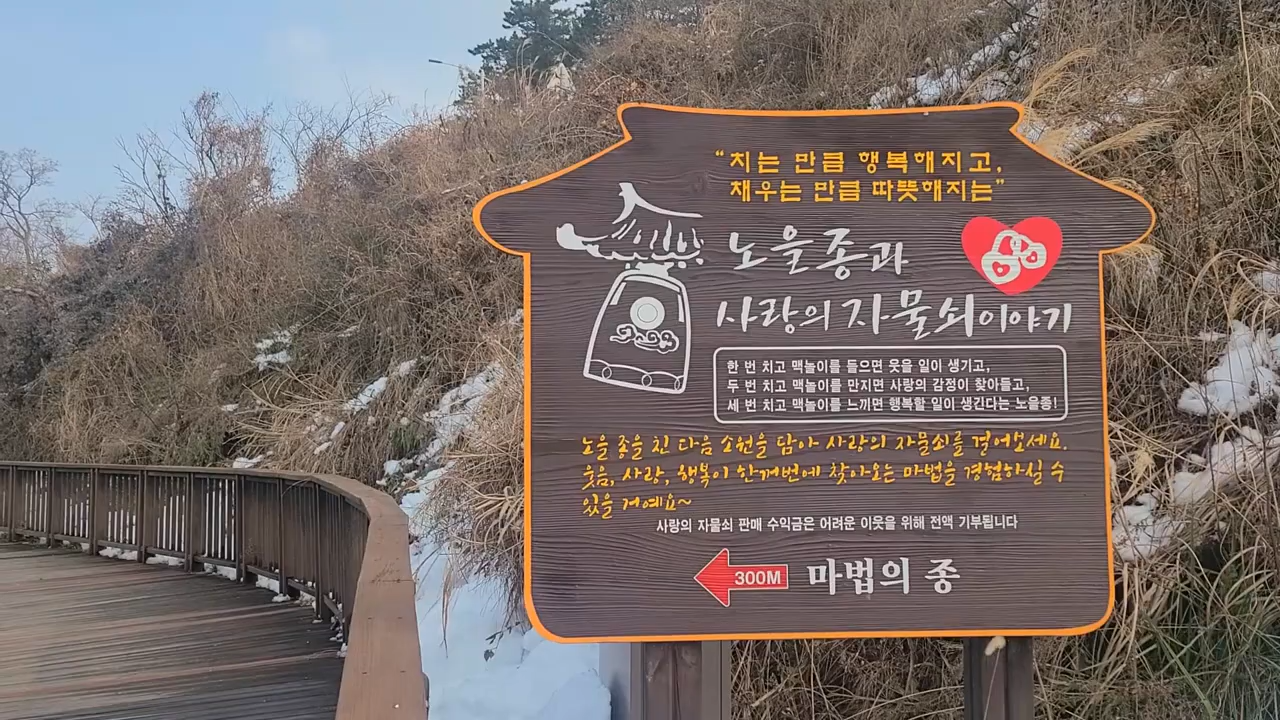 “치는 만큼 행복해지고,
채우는 만큼 따뜻해지는”
노을종과
사랑의 자물쇠이야기
한 번 치고 맥놀이를 들으면 웃을 일이 생기고,
두 번 치고 맥놀이를 만지면 사랑의 감정이 찾아들고,
세 번 치고 맥놀이를 느끼면 행복할 일이 생긴다는 노을종!
노을 종을 친 다음 소원을 담아 사랑의 자물쇠를 걸어보세요.
웃음, 사랑, 행복이 한꺼번에 찾아오는 마법을 경험하실 수
있을 거예요~
사랑의 자물쇠 판매 수익금은 어려운 이웃을 위해 전액 기부됩니다
300M 마법의 종